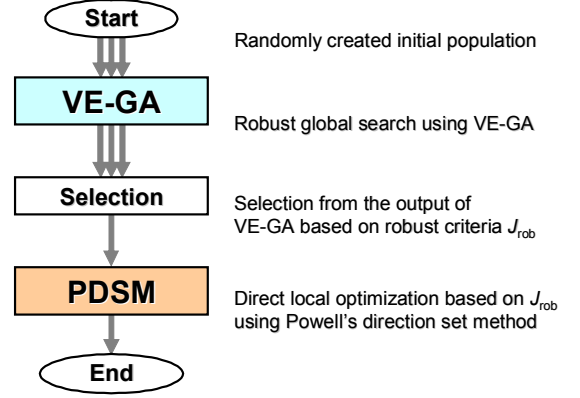 Start
Randomly created initial population
VE-GA
Robust global search using VE-GA
Selection
Selection from the output of
VE-GA based on robust criteria Jrob
PDSM
Direct local optimization based on Jrob
using Powell's direction set method
End